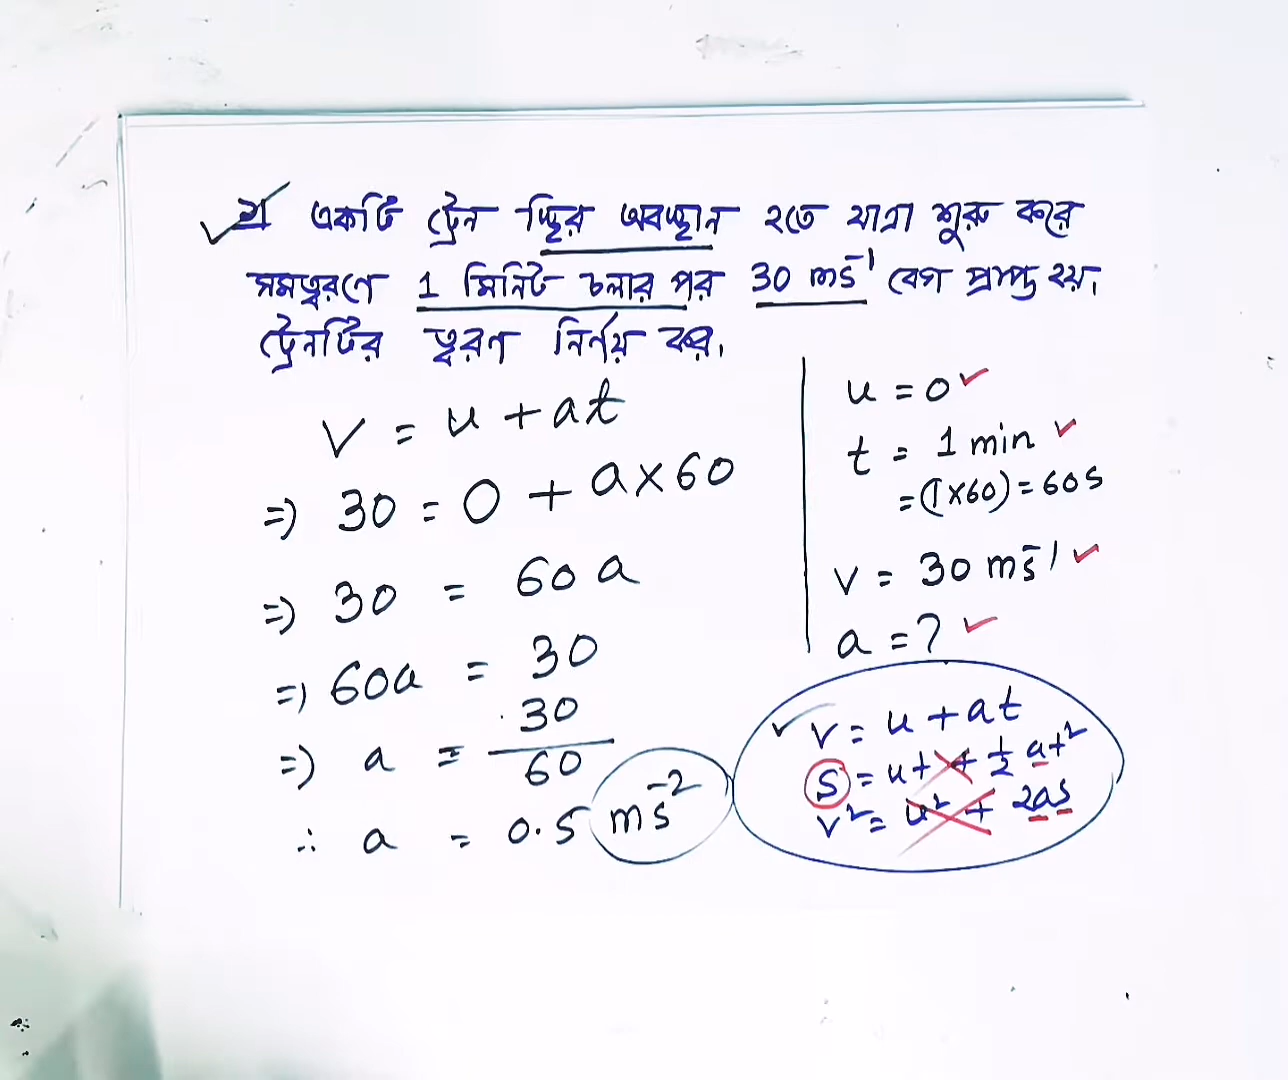 খ। একটি ট্রেন স্থির অবস্থান হতে যাত্রা শুরু করে
সমত্বরণে 1 মিনিট চলার পর 30 ms⁻¹ বেগ প্রাপ্ত হয়।
ট্রেনটির ত্বরণ নির্ণয় কর।
v = u + at
⇒ 30 = 0 + a×60
⇒ 30 = 60 a
⇒ 60a = 30
⇒ a = 30/60
∴ a = 0.5 ms⁻²
u = 0
t = 1 min
= (1×60) = 60s
v = 30 ms⁻¹
a = ?
v = u + at
s = ut + ½ at²
v² = u² + 2as